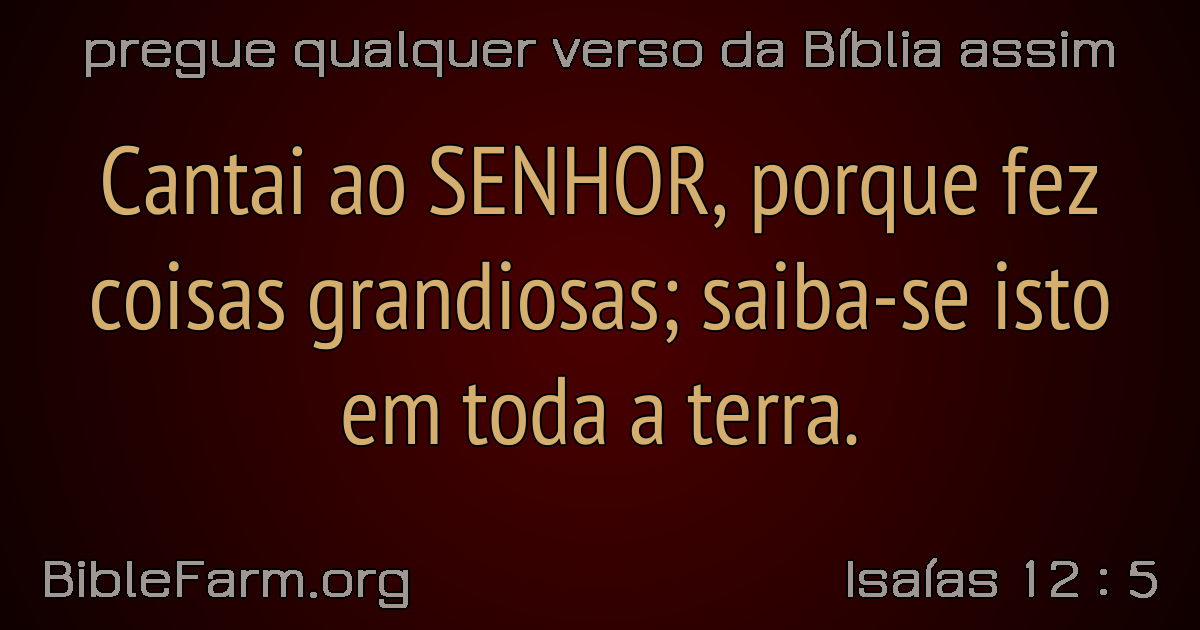 pregue qualquer verso da Bíblia assim
Cantai ao SENHOR, porque fez
coisas grandiosas; saiba-se isto
em toda a terra.
BibleFarm.org
Isaías 12 : 5